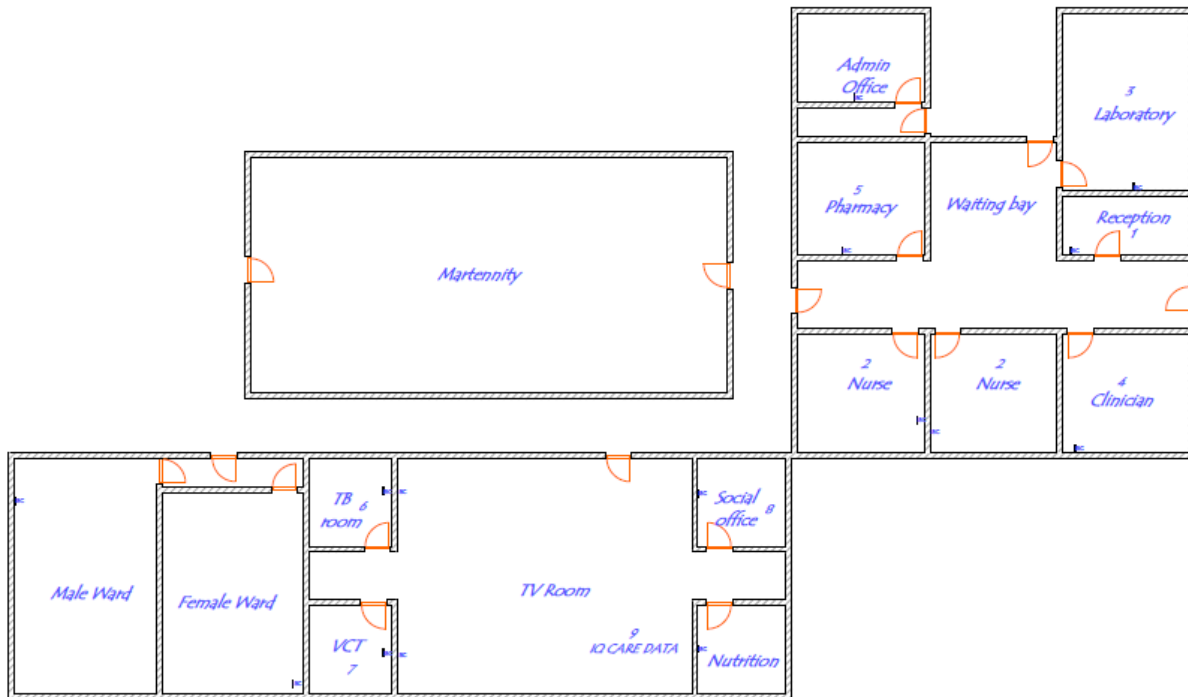 Admin
Office
3
Laboratory
5
Pharmacy
Waiting bay
Reception
1
Martennity
2
Nurse
2
Nurse
4
Clinician
TB 6
room
Social
office 8
Male Ward
Female Ward
TV Room
VCT
7
9
IQ CARE DATA
Nutrition